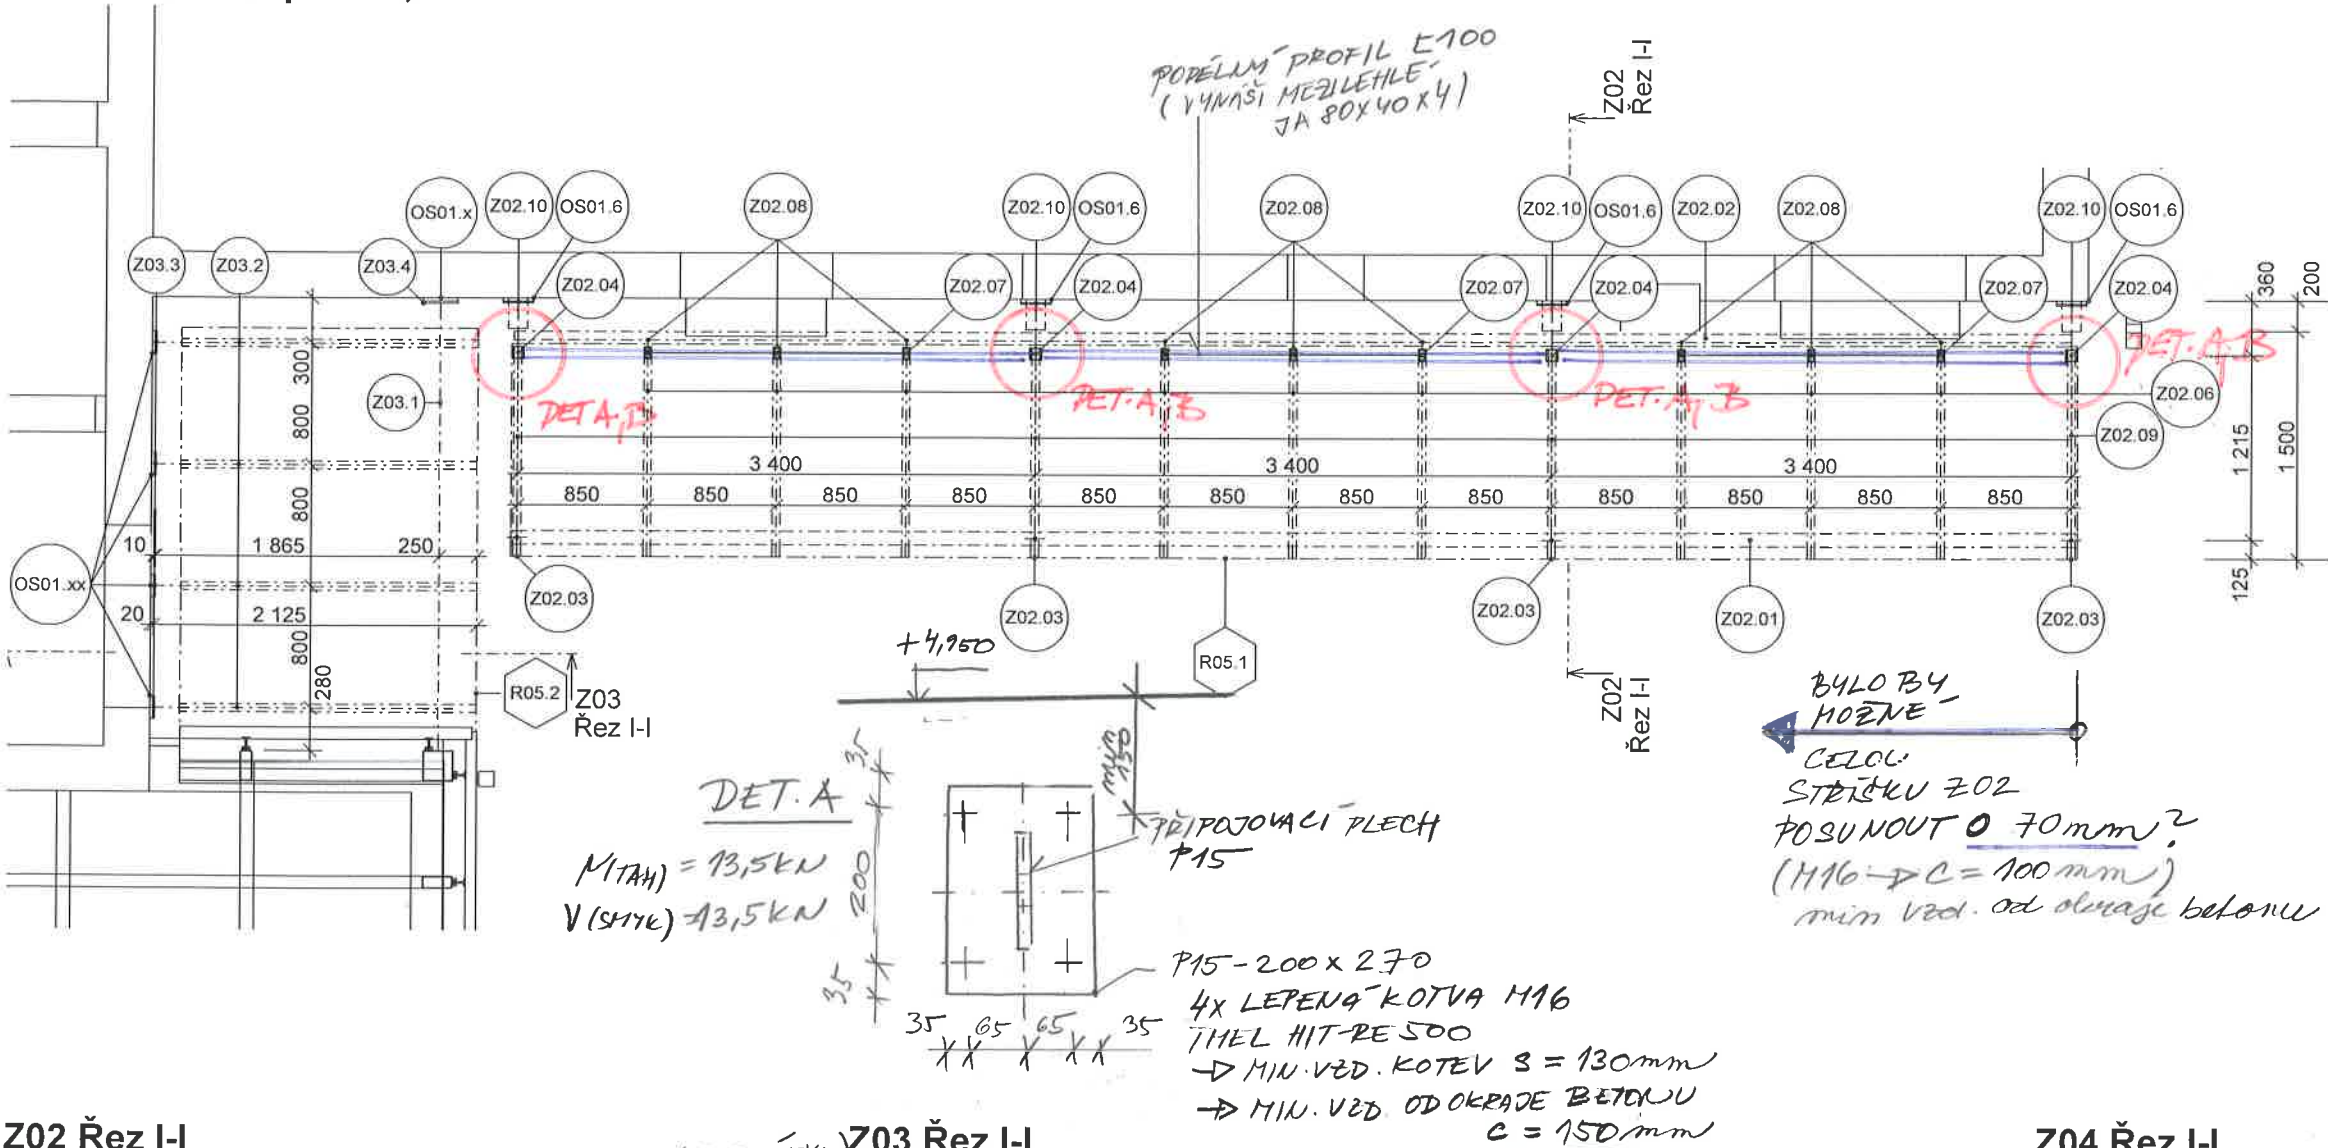 PODÉLNÝ PROFIL E100
(VYNÁŠÍ MEZILEHLÉ
JA 80X40X4)
Z02
Řez I-I
OS01.x
Z02.10
OS01.6
Z02.08
Z02.10
OS01.6
Z02.08
Z02.10
OS01.6
Z02.02
Z02.08
Z02.10
OS01.6
Z03.3
Z03.2
Z03.4
Z02.04
Z02.07
Z02.04
Z02.07
Z02.04
Z02.07
Z02.04
360
200
DET A,B
DET. A,B
DET. A, B
DET. A, B
300
800
800
800
280
Z03.1
Z02.06
Z02.09
1 215
1 500
125
3 400
3 400
3 400
850 850 850 850 850 850 850 850 850 850 850 850
10
1 865
250
20
2 125
OS01.xx
Z02.03
Z02.03
Z02.03
Z02.01
Z02.03
R05.1
R05.2
Z03
Řez I-I
Z02
Řez I-I
+4,950
150
min
DET. A
N(TAH) = 13,5kN
V(SMYK) = 13,5kN
35
200
35
PŘIPOJOVACÍ PLECH
P15
35 65 65 35
P15-200x270
4x LEPENÁ KOTVA M16
TMEL HIT-RE 500
→ MIN. VZD. KOTEV S = 130mm
→ MIN. VZD. OD OKRAJE BETONU
C = 150mm
BYLO BY
MOŽNÉ
CELOU
STŘÍŠKU Z02
POSUNOUT O 70mm?
(M16 → C = 100mm)
min vzd. od okraje betonu
Z02 Řez I-I
Z03 Řez I-I
Z04 Řez I-I